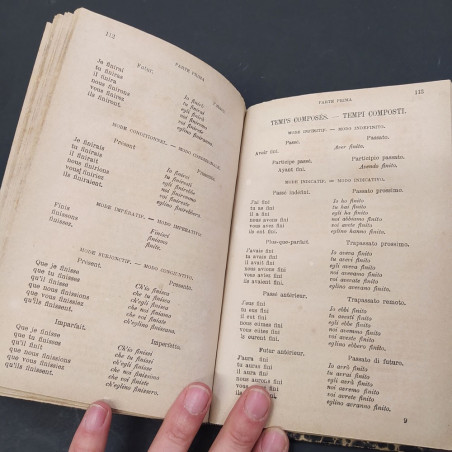 112
PARTE PRIMA
Futur.
Je finirai
tu finiras
il finira
nous finirons
vous finirez
ils finiront.
Io finirò
tu finirai
egli finirà
noi finiremo
voi finirete
eglino finiranno.
MODE CONDITIONNEL. — MODO CONDIZIONALE.
Présent
Je finirais
tu finirais
il finirait
nous finirions
vous finiriez
ils finiraient.
Io finirei
tu finiresti
egli finirebbe
noi finiremmo
voi finireste
eglino finirebbero.
MODE IMPÉRATIF. — MODO IMPERATIVO.
Finis
finissons
finissez.
Finisci
finiamo
finite.
MODE SUBJONCTIF. — MODO CONGIUNTIVO.
Présent.
Presente.
Que je finisse
que tu finisses
qu'il finisse
que nous finissions
que vous finissiez
qu'ils finissent.
Ch'io finisca
che tu finisca
ch'egli finisca
che noi finiamo
che voi finiate
ch'eglino finiscano.
Imparfait.
Imperfetto.
Que je finisse
que tu finisses
qu'il finît
que nous finissions
que vous finissiez
qu'ils finissent.
Ch'io finissi
che tu finissi
ch'egli finisse
che noi finissimo
che voi finiste
ch'eglino finissero.
PARTE PRIMA
113
TEMPS COMPOSÉS. — TEMPI COMPOSTI.
MODE INDÉFINITIF. — MODO INDEFINITO.
Passé.
Passato.
Avoir fini.
Aver finito.
Participe passé.
Participio passato.
Ayant fini.
Avendo finito.
MODE INDICATIF. — MODO INDICATIVO.
Passé indéfini.
Passato prossimo.
J'ai fini
tu as fini
il a fini
nous avons fini
vous avez fini
ils ont fini.
Io ho finito
tu hai finito
egli ha finito
noi abbiamo finito
voi avete finito
eglino hanno finito.
Plus-que-parfait.
Trapassato prossimo.
J'avais fini
tu avais fini
il avait fini
nous avions fini
vous aviez fini
ils avaient fini.
Io aveva finito
tu avevi finito
egli aveva finito
noi avevamo finito
voi avevate finito
eglino avevano finito.
Passé antérieur.
Trapassato remoto.
J'eus fini
tu eus fini
il eut fini
nous eûmes fini
vous eûtes fini
ils eurent fini.
Io ebbi finito
tu avesti finito
egli ebbe finito
noi avemmo finito
voi aveste finito
eglino ebbero finito.
Futur antérieur.
Passato di futuro.
J'aura fini
tu auras fini
il aura fini
nous aurons fini
vous aurez fini
ils auront fini.
Io avrò finito
tu avrai finito
egli avrà finito
noi avremo finito
voi avrete finito
eglino avranno finito.
9